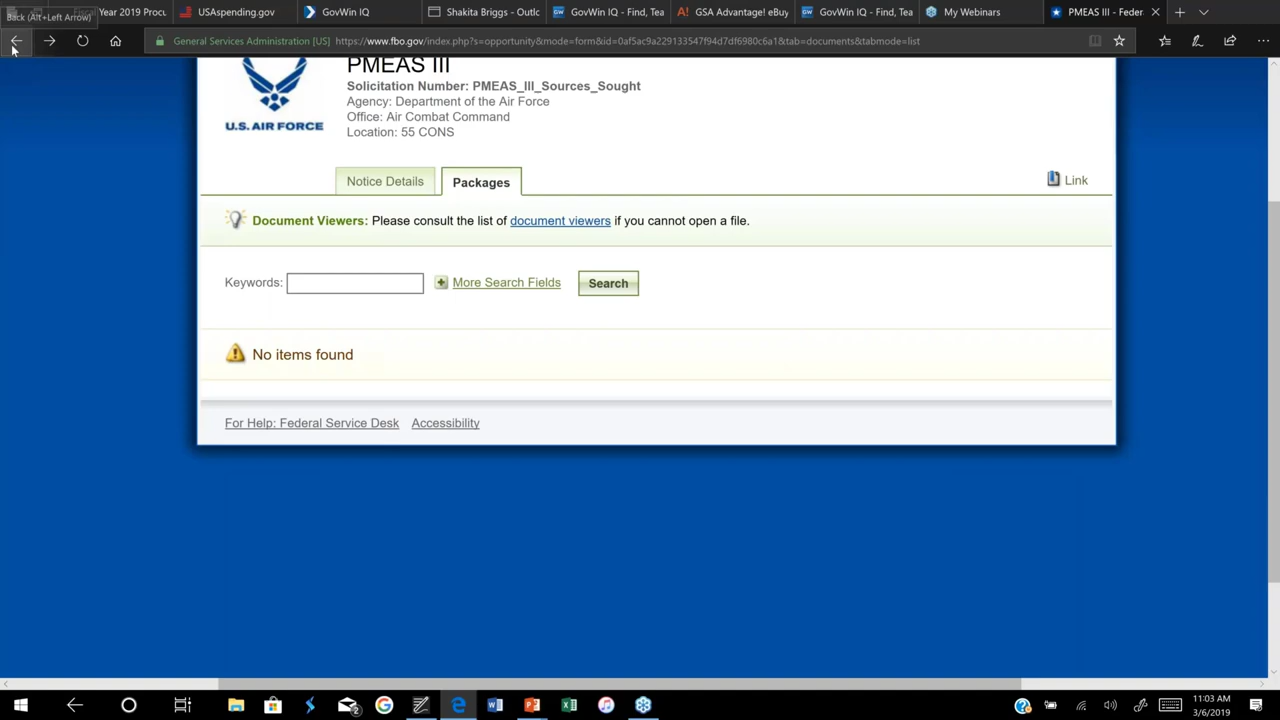 Year 2019 Procu
USAspending.gov
GovWin IQ
Shakita Briggs - Outlc
GovWin IQ - Find, Tea
GSA Advantage! eBuy
GovWin IQ - Find, Tea
My Webinars
PMEAS III - Feder
Back (Alt+Left Arrow)
General Services Administration [US] https://www.fbo.gov/index.php?s=opportunity&mode=form&id=0af5ac9a229131547f94d7df6980c6a1&tab=documents&tabmode=list
PMEAS III
Solicitation Number: PMEAS_III_Sources_Sought
Agency: Department of the Air Force
Office: Air Combat Command
Location: 55 CONS
U.S. AIR FORCE
Notice Details
Packages
Link
Document Viewers: Please consult the list of document viewers if you cannot open a file.
Keywords:
More Search Fields
Search
No items found
For Help: Federal Service Desk
Accessibility
11:03 AM
3/6/2019